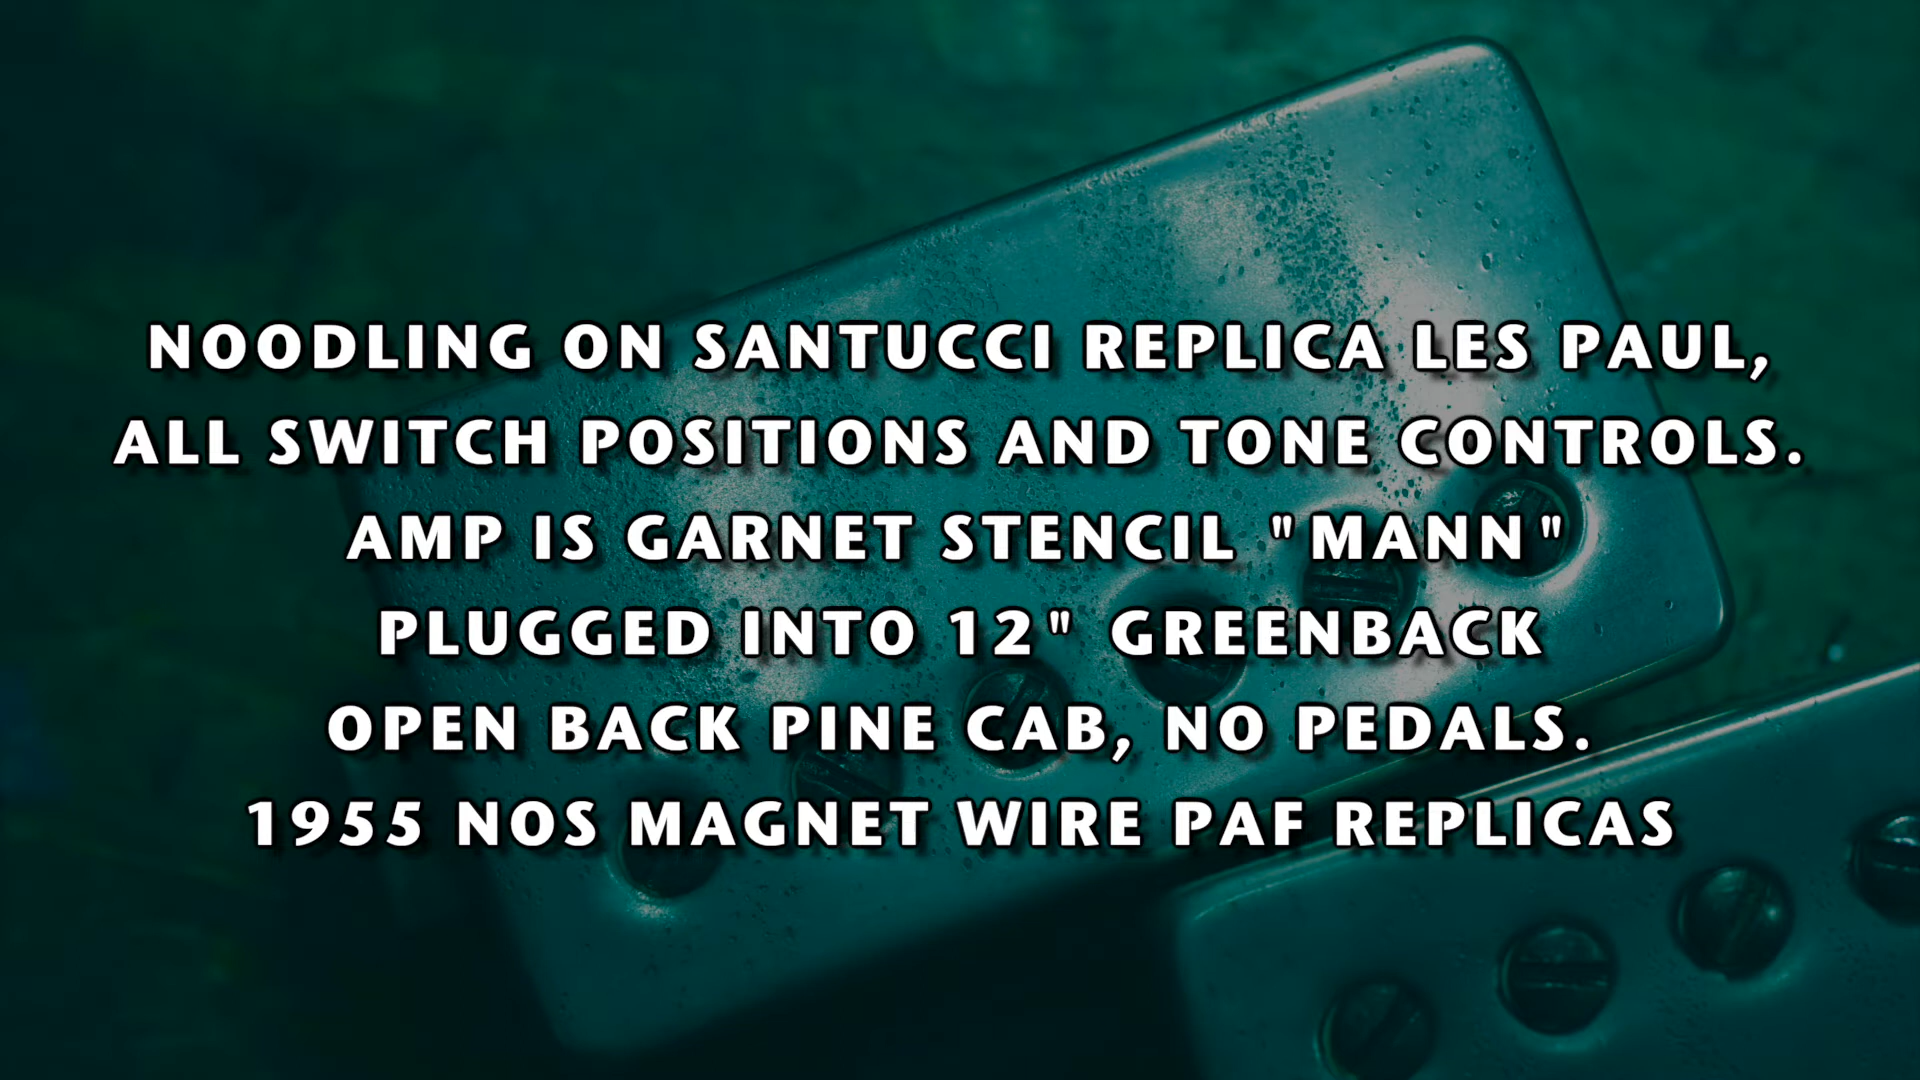 NOODLING ON SANTUCCI REPLICA LES PAUL,
ALL SWITCH POSITIONS AND TONE CONTROLS.
AMP IS GARNET STENCIL "MANN"
PLUGGED INTO 12" GREENBACK
OPEN BACK PINE CAB, NO PEDALS.
1955 NOS MAGNET WIRE PAF REPLICAS